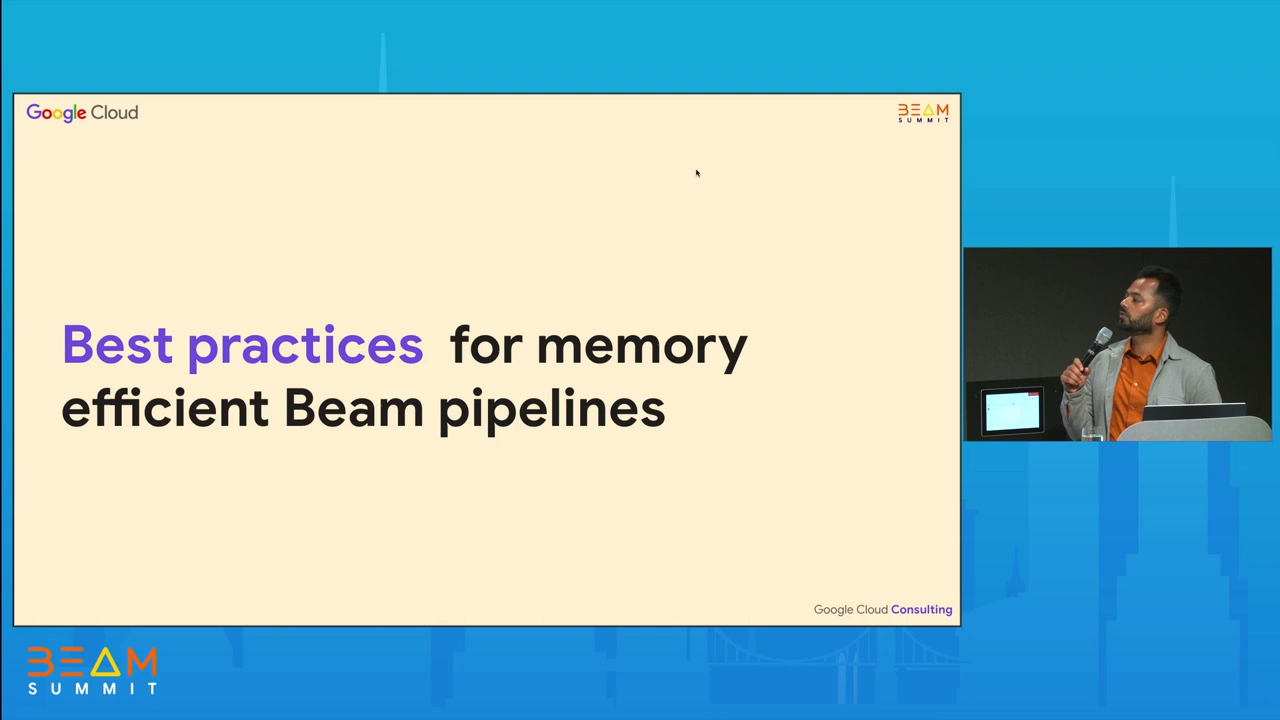 Google Cloud
BEAM
SUMMIT
Best practices for memory
efficient Beam pipelines
Google Cloud Consulting
BEAM
SUMMIT